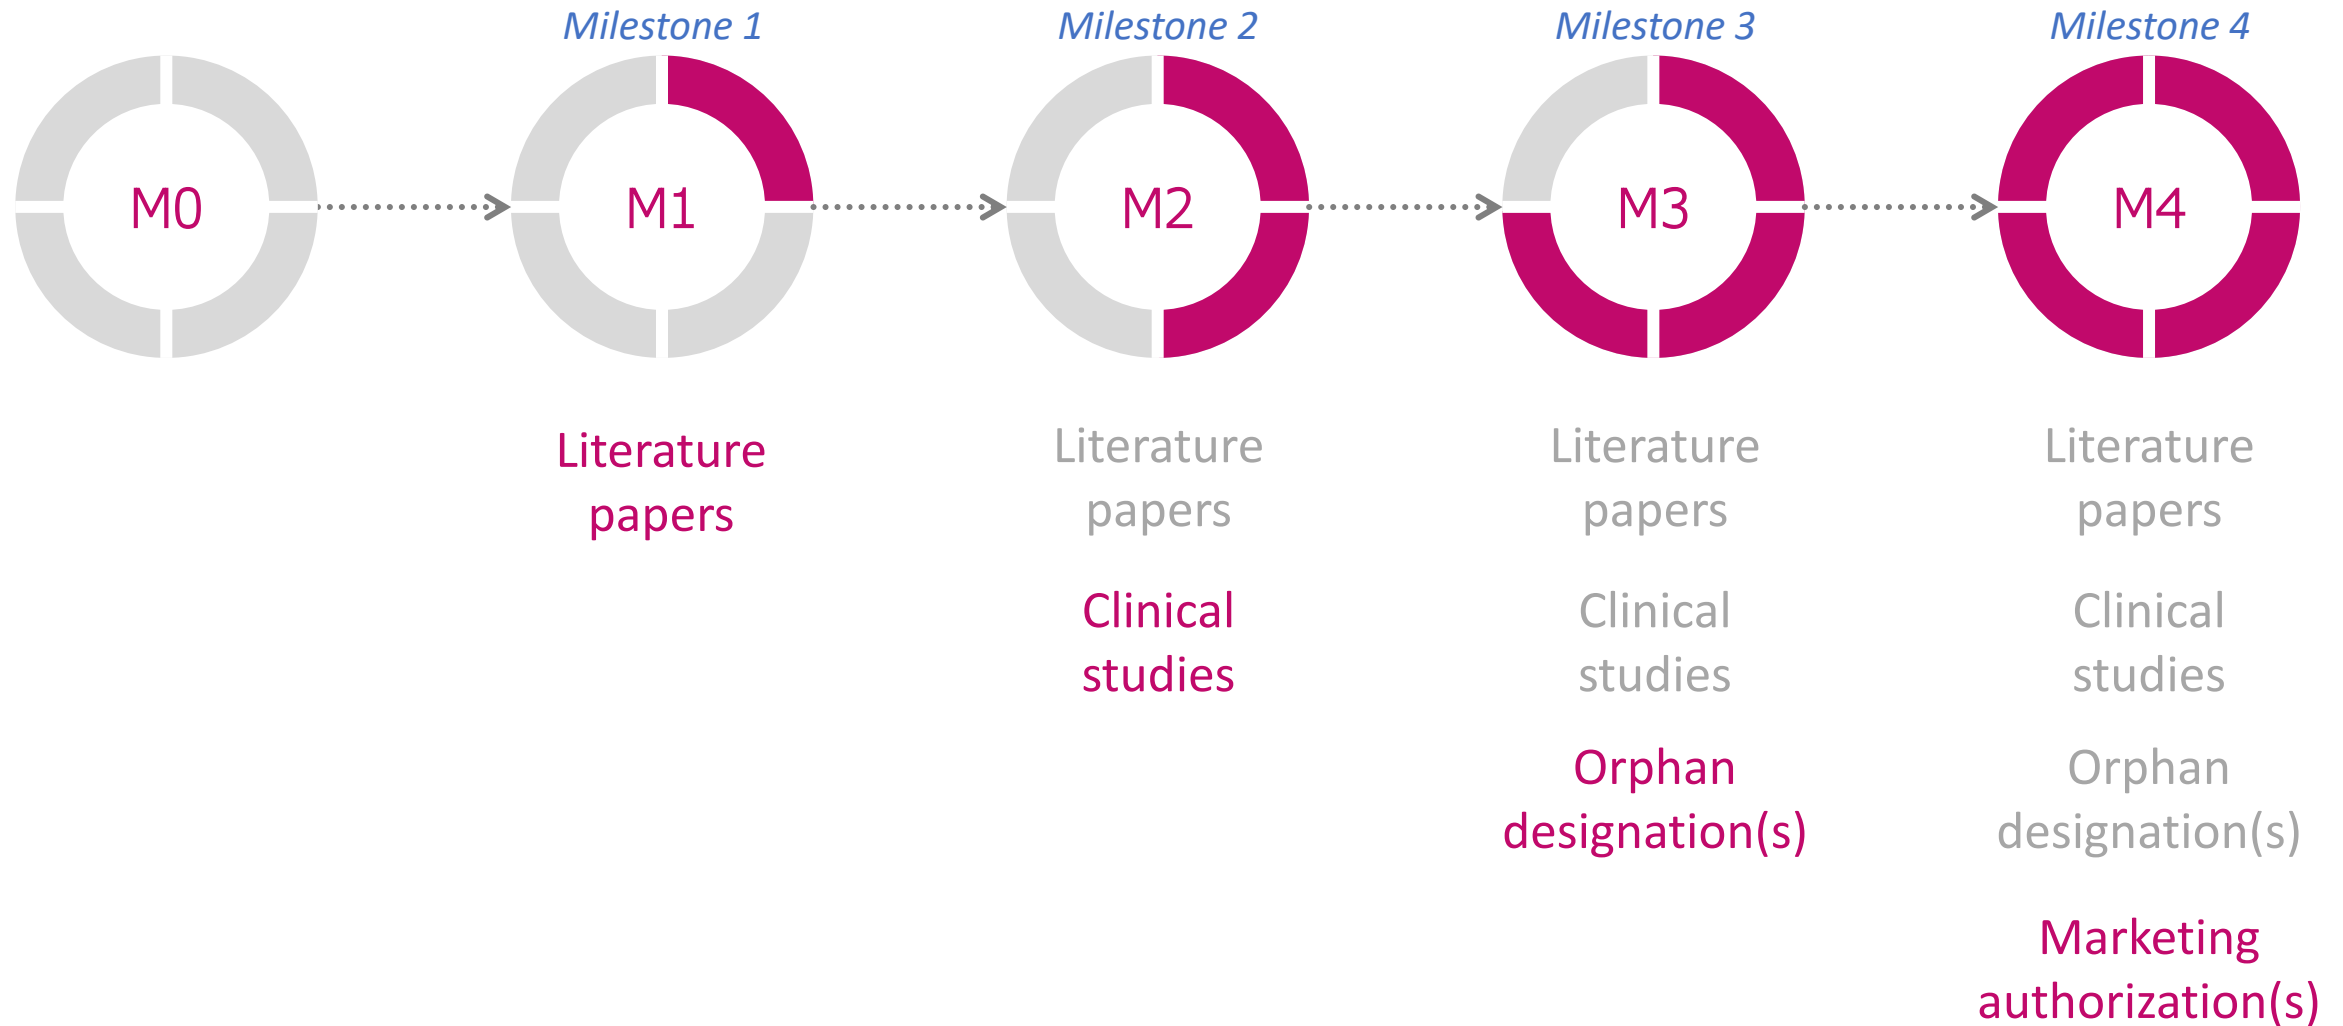 Milestone 1
Milestone 2
Milestone 3
Milestone 4
M0
M1
M2
M3
M4
Literature
papers
Literature
papers
Clinical
studies
Literature
papers
Clinical
studies
Orphan
designation(s)
Literature
papers
Clinical
studies
Orphan
designation(s)
Marketing
authorization(s)